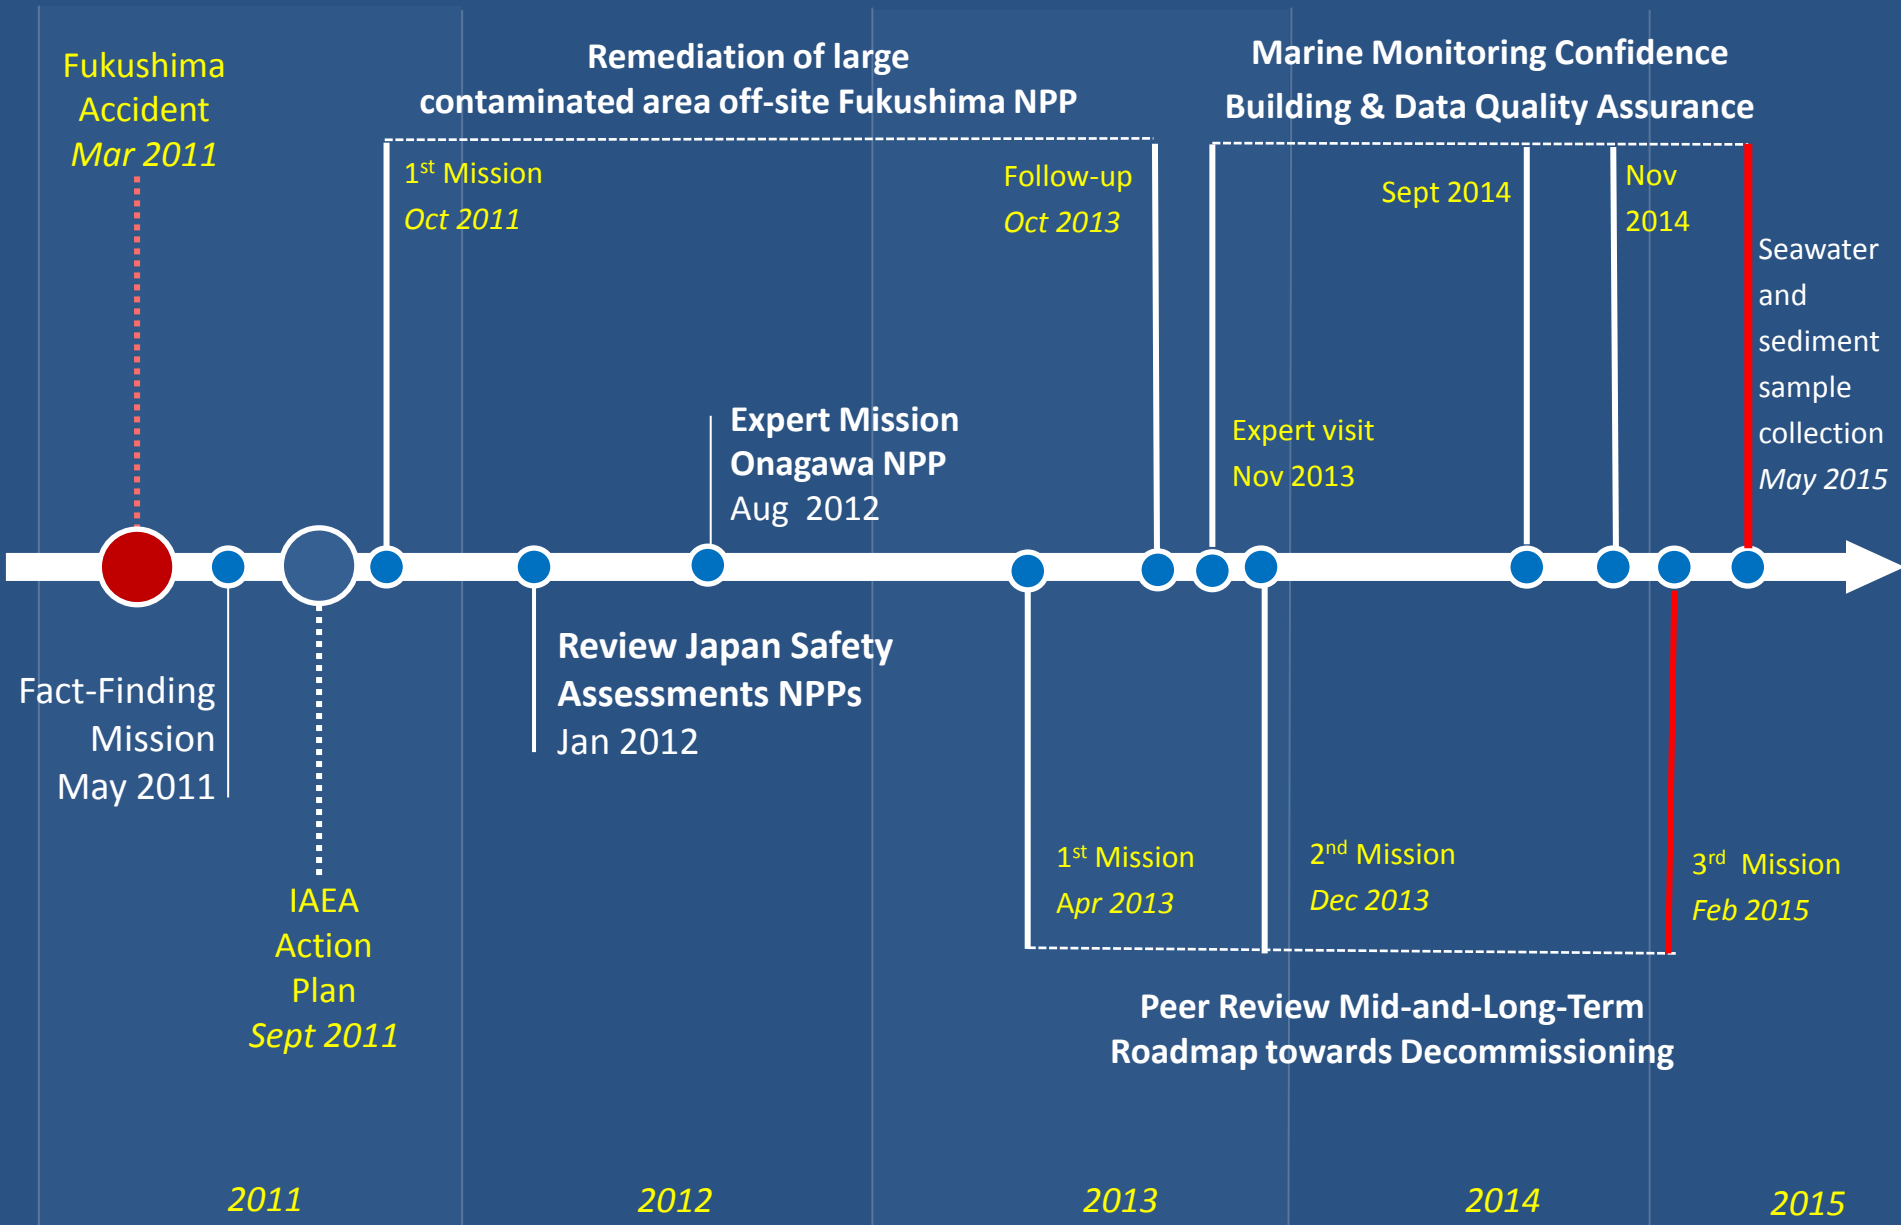 Fukushima
Accident
Mar 2011
Remediation of large
contaminated area off-site Fukushima NPP
1st Mission
Oct 2011
Follow-up
Oct 2013
Marine Monitoring Confidence
Building & Data Quality Assurance
Sept 2014
Nov
2014
Seawater
and
sediment
sample
collection
May 2015
Expert Mission
Onagawa NPP
Aug 2012
Expert visit
Nov 2013
Fact-Finding
Mission
May 2011
Review Japan Safety
Assessments NPPs
Jan 2012
IAEA
Action
Plan
Sept 2011
1st Mission
Apr 2013
2nd Mission
Dec 2013
3rd Mission
Feb 2015
Peer Review Mid-and-Long-Term
Roadmap towards Decommissioning
2011
2012
2013
2014
2015